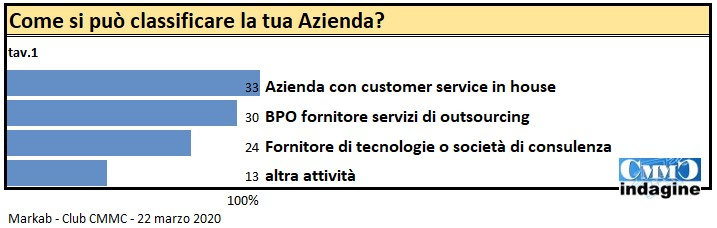 Come si può classificare la tua Azienda?
tav.1
33 Azienda con customer service in house
30 BPO fornitore servizi di outsourcing
24 Fornitore di tecnologie o società di consulenza
13 altra attività
100%
CMMC
indagine
Markab - Club CMMC - 22 marzo 2020